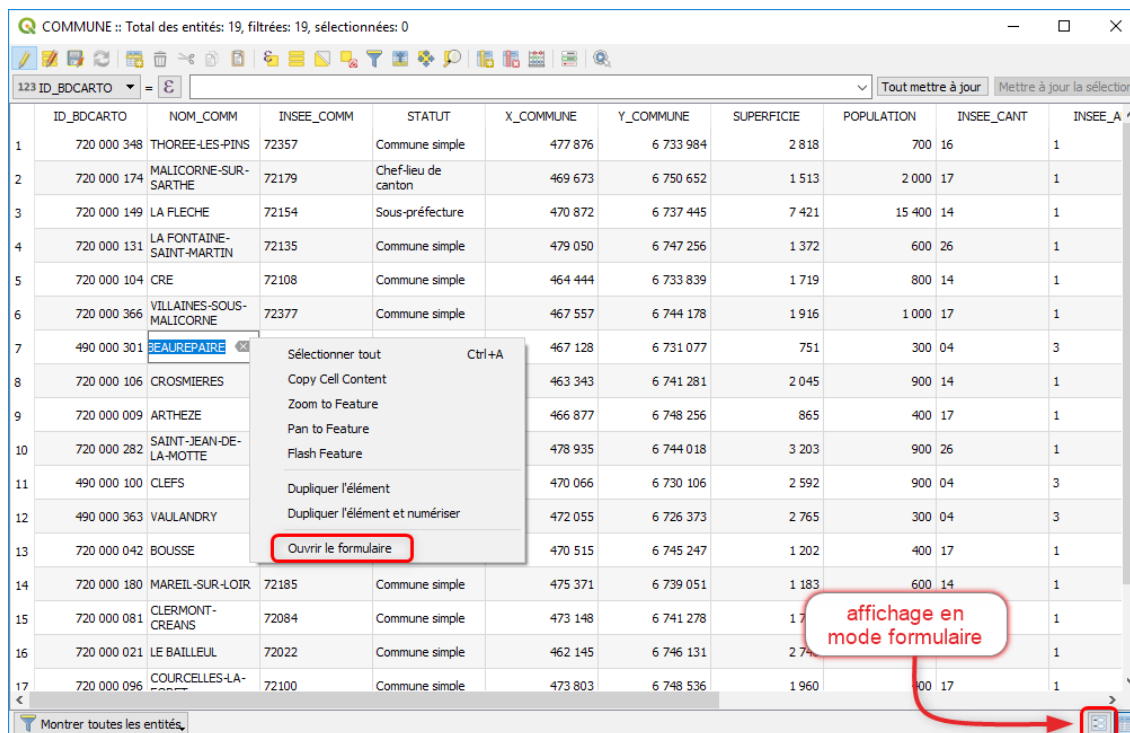 COMMUNE :: Total des entités: 19, filtrées: 19, sélectionnées: 0
123 ID_BDCARTO = ε Tout mettre à jour Mettre à jour la sélection
ID_BDCARTO NOM_COMM INSEE_COMM STATUT X_COMMUNE Y_COMMUNE SUPERFICIE POPULATION INSEE_CANT INSEE_A
1 720 000 348 THOREE-LES-PINS 72357 Commune simple 477 876 6 733 984 2 818 700 16 1
2 720 000 174 MALICORNE-SUR-SARTHE 72179 Chef-lieu de canton 469 673 6 750 652 1 513 2 000 17 1
3 720 000 149 LA FLECHE 72154 Sous-préfecture 470 872 6 737 445 7 421 15 400 14 1
4 720 000 131 LA FONTAINE-SAINT-MARTIN 72135 Commune simple 479 050 6 747 256 1 372 600 26 1
5 720 000 104 CRE 72108 Commune simple 464 444 6 733 839 1 719 800 14 1
6 720 000 366 VILLAINES-SOUS-MALICORNE 72377 Commune simple 467 557 6 744 178 1 916 1 000 17 1
7 490 000 301 BEAUREPAIRE 467 128 6 731 077 751 300 04 3
Sélectionner tout Ctrl+A
Copy Cell Content
8 720 000 106 CROSMIERES 463 343 6 741 281 2 045 900 14 1
Zoom to Feature
9 720 000 009 ARTHEZE 466 877 6 748 256 865 400 17 1
Pan to Feature
10 720 000 282 SAINT-JEAN-DE-LA-MOTTE 478 935 6 744 018 3 203 900 26 1
Flash Feature
11 490 000 100 CLEFS 470 066 6 730 106 2 592 900 04 3
Dupliquer l'élément
12 490 000 363 VAULANDRY 472 055 6 726 373 2 765 300 04 3
Dupliquer l'élément et numériser
13 720 000 042 BOUSSE 470 515 6 745 247 1 202 400 17 1
Ouvrir le formulaire
14 720 000 180 MAREIL-SUR-LOIR 72185 Commune simple 475 371 6 739 051 1 183 600 14 1
15 720 000 081 CLERMONT-CREANS 72084 Commune simple 473 148 6 741 278 1
16 720 000 021 LE BAILLEUL 72022 Commune simple 462 145 6 746 131 1
affichage en
mode formulaire
17 720 000 096 COURCELLES-LA- 72100 Commune simple 473 803 6 748 536 1 960 400 17 1
Montrer toutes les entités